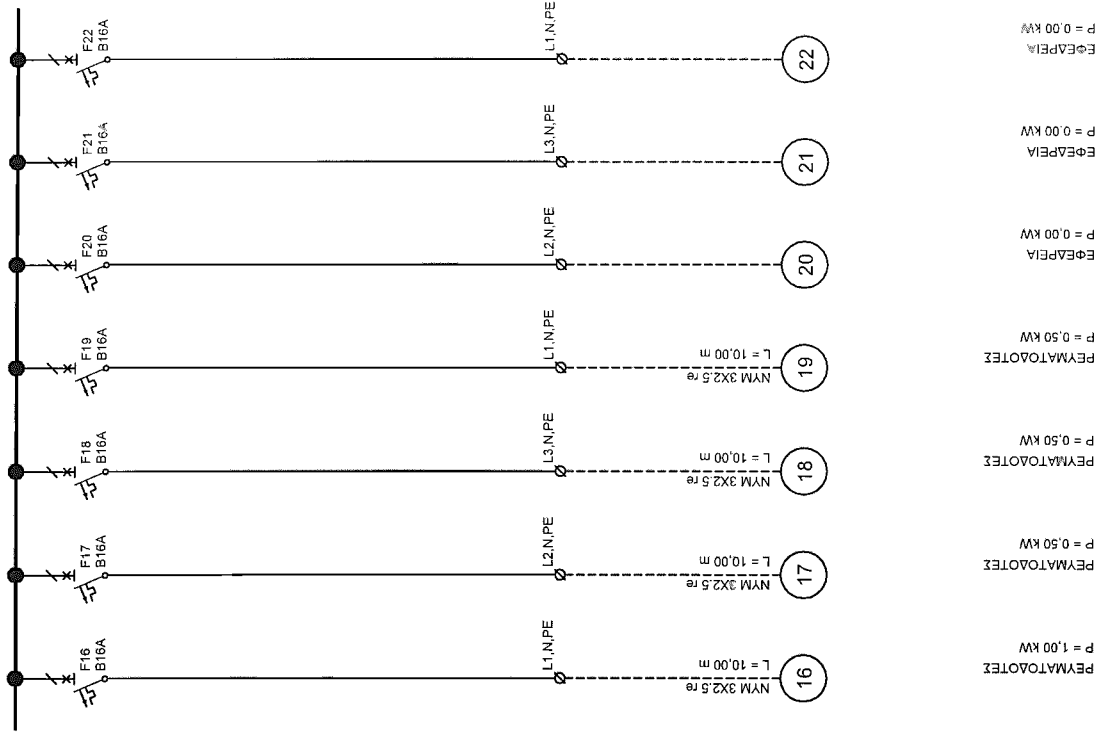 F22
B16A
L1,N,PE
22
ΕΦΕΔΡΕΙΑ
P = 0,00 kW
F21
B16A
L3,N,PE
21
ΕΦΕΔΡΕΙΑ
P = 0,00 kW
F20
B16A
L2,N,PE
20
ΕΦΕΔΡΕΙΑ
P = 0,00 kW
F19
B16A
L1,N,PE
NYM 3X2.5 re
L = 10,00 m
19
ΡΕΥΜΑΤΟΔΟΤΕΣ
P = 0,50 kW
F18
B16A
L3,N,PE
NYM 3X2.5 re
L = 10,00 m
18
ΡΕΥΜΑΤΟΔΟΤΕΣ
P = 0,50 kW
F17
B16A
L2,N,PE
NYM 3X2.5 re
L = 10,00 m
17
ΡΕΥΜΑΤΟΔΟΤΕΣ
P = 0,50 kW
F16
B16A
L1,N,PE
NYM 3X2.5 re
L = 10,00 m
16
ΡΕΥΜΑΤΟΔΟΤΕΣ
P = 1,00 kW